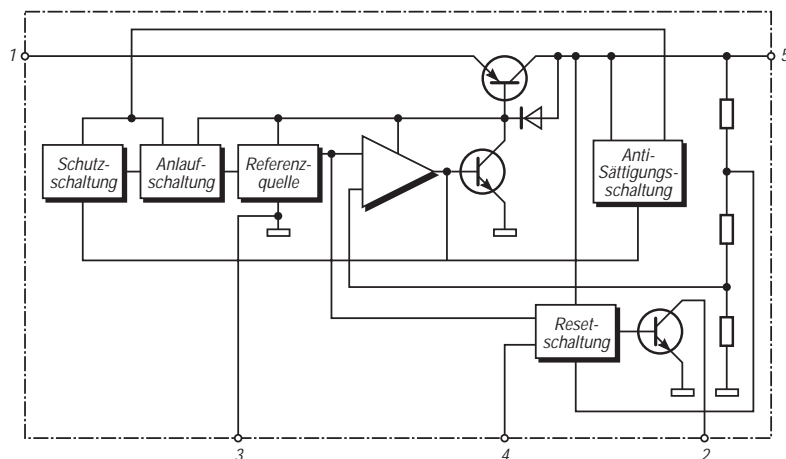 1
5
Schutz-
schaltung
Anlauf-
schaltung
Referenz-
quelle
Anti-
Sättigungs-
schaltung
Reset-
schaltung
3
4
2